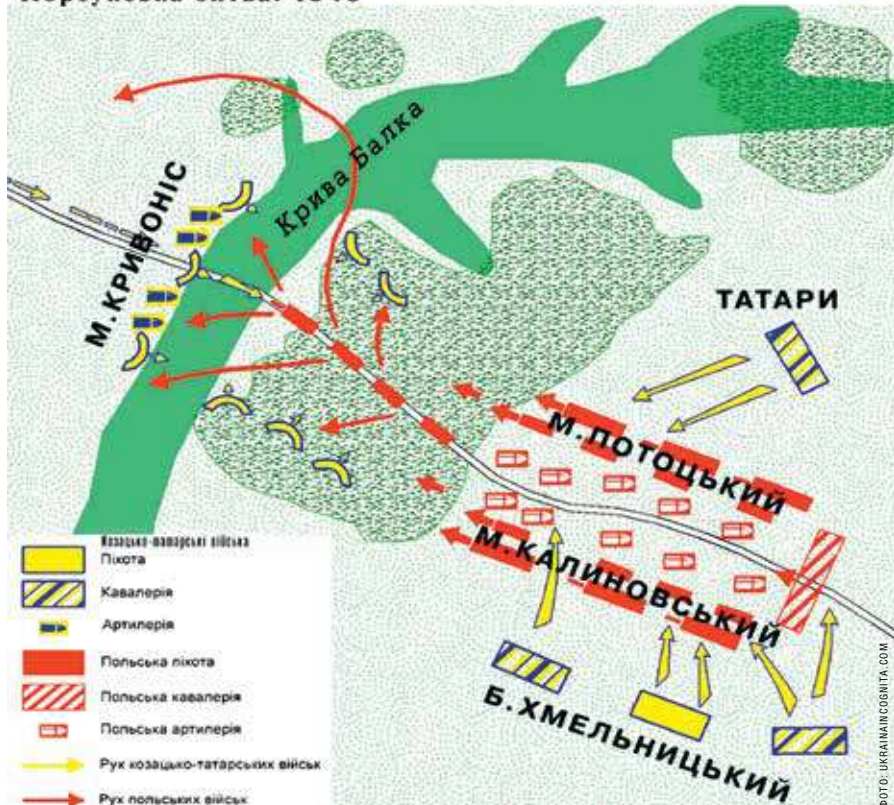 Крива Балка
М.КРИВОНІС
ТАТАРИ
М.ПОТОЦЬКИЙ
М.КАЛИНОВСЬКИЙ
Б.ХМЕЛЬНИЦЬКИЙ
Козацько-татарські війська
Піхота
Кавалерія
Артилерія
Польська піхота
Польська кавалерія
Польська артилерія
Рух козацько-татарських військ
Рух польських військ
OTO: UKRAINAINCOGNITA.COM